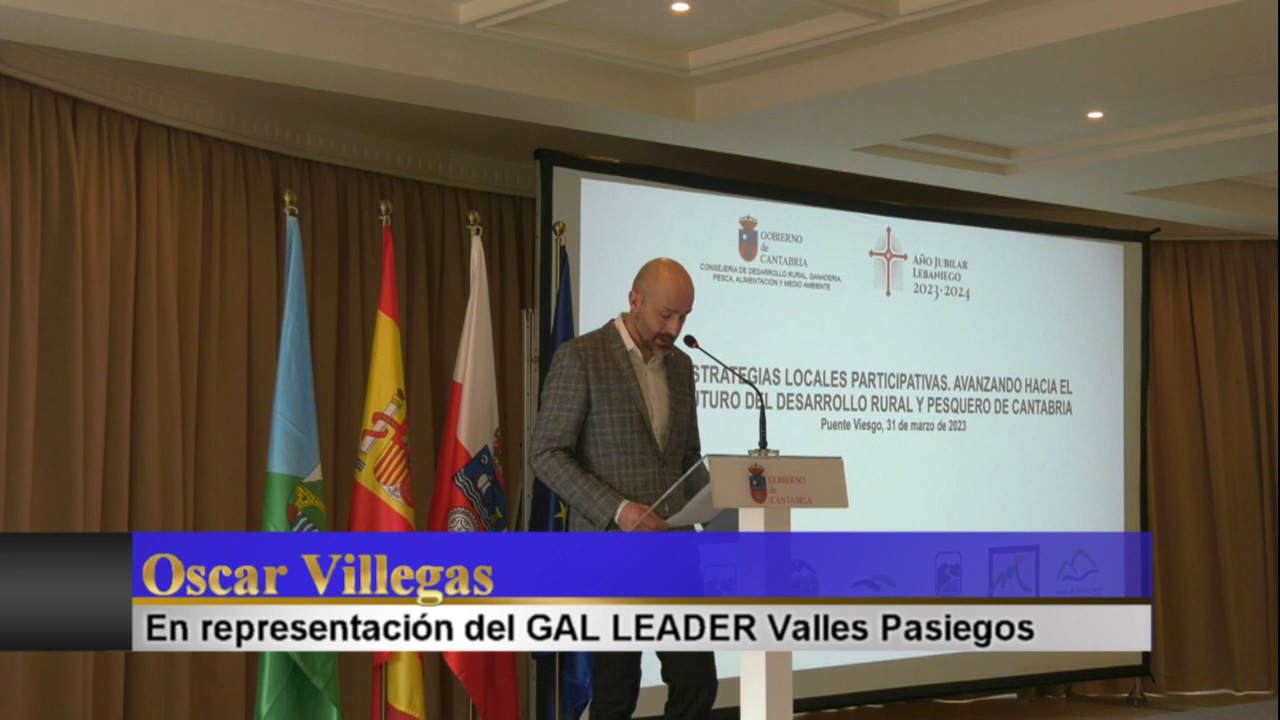 GOBIERNO
de
CANTABRIA
CONSEJERÍA DE DESARROLLO RURAL, GANADERÍA,
PESCA, ALIMENTACIÓN Y MEDIO AMBIENTE
AÑO JUBILAR
LEBANIEGO
2023-2024
STRATEGIAS LOCALES PARTICIPATIVAS. AVANZANDO HACIA EL
UTURO DEL DESARROLLO RURAL Y PESQUERO DE CANTABRIA
Puente Viesgo, 31 de marzo de 2023
GOBIERNO
de
CANTABRIA
Oscar Villegas
En representación del GAL LEADER Valles Pasiegos